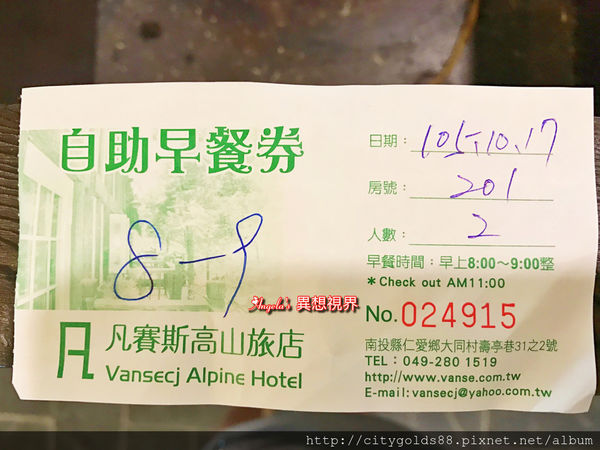 自助早餐券
8-9
凡賽斯高山旅店
Vansecj Alpine Hotel
日期：105.10.17
房號：201
人數：2
早餐時間：早上8:00～9:00整
＊Check out AM11:00
No.024915
南投縣仁愛鄉大同村壽亭巷31之2號
TEL：049-280 1519
http://www.vanse.com.tw
E-mail:vansecj@yahoo.com.tw
Angela's 異想視界
http://citygolds88.pixnet.net/album